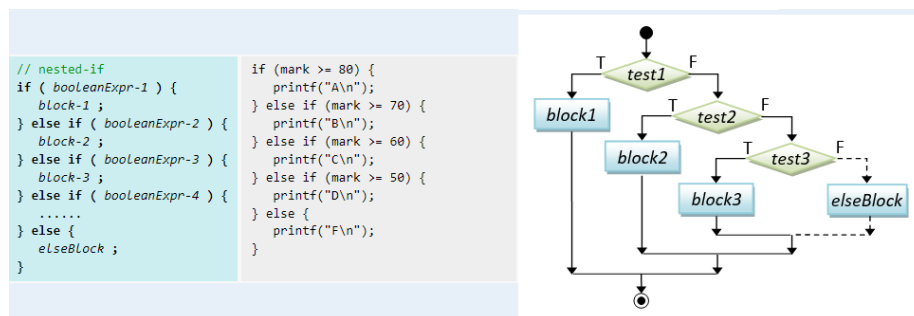 // nested-if
if ( booleanExpr-1 ) {
block-1 ;
} else if ( booleanExpr-2 ) {
block-2 ;
} else if ( booleanExpr-3 ) {
block-3 ;
} else if ( booleanExpr-4 ) {
......
} else {
elseBlock ;
}
if (mark >= 80) {
printf("A\n");
} else if (mark >= 70) {
printf("B\n");
} else if (mark >= 60) {
printf("C\n");
} else if (mark >= 50) {
printf("D\n");
} else {
printf("F\n");
}
T test1 F
block1
T test2 F
block2
T test3 F
block3
elseBlock